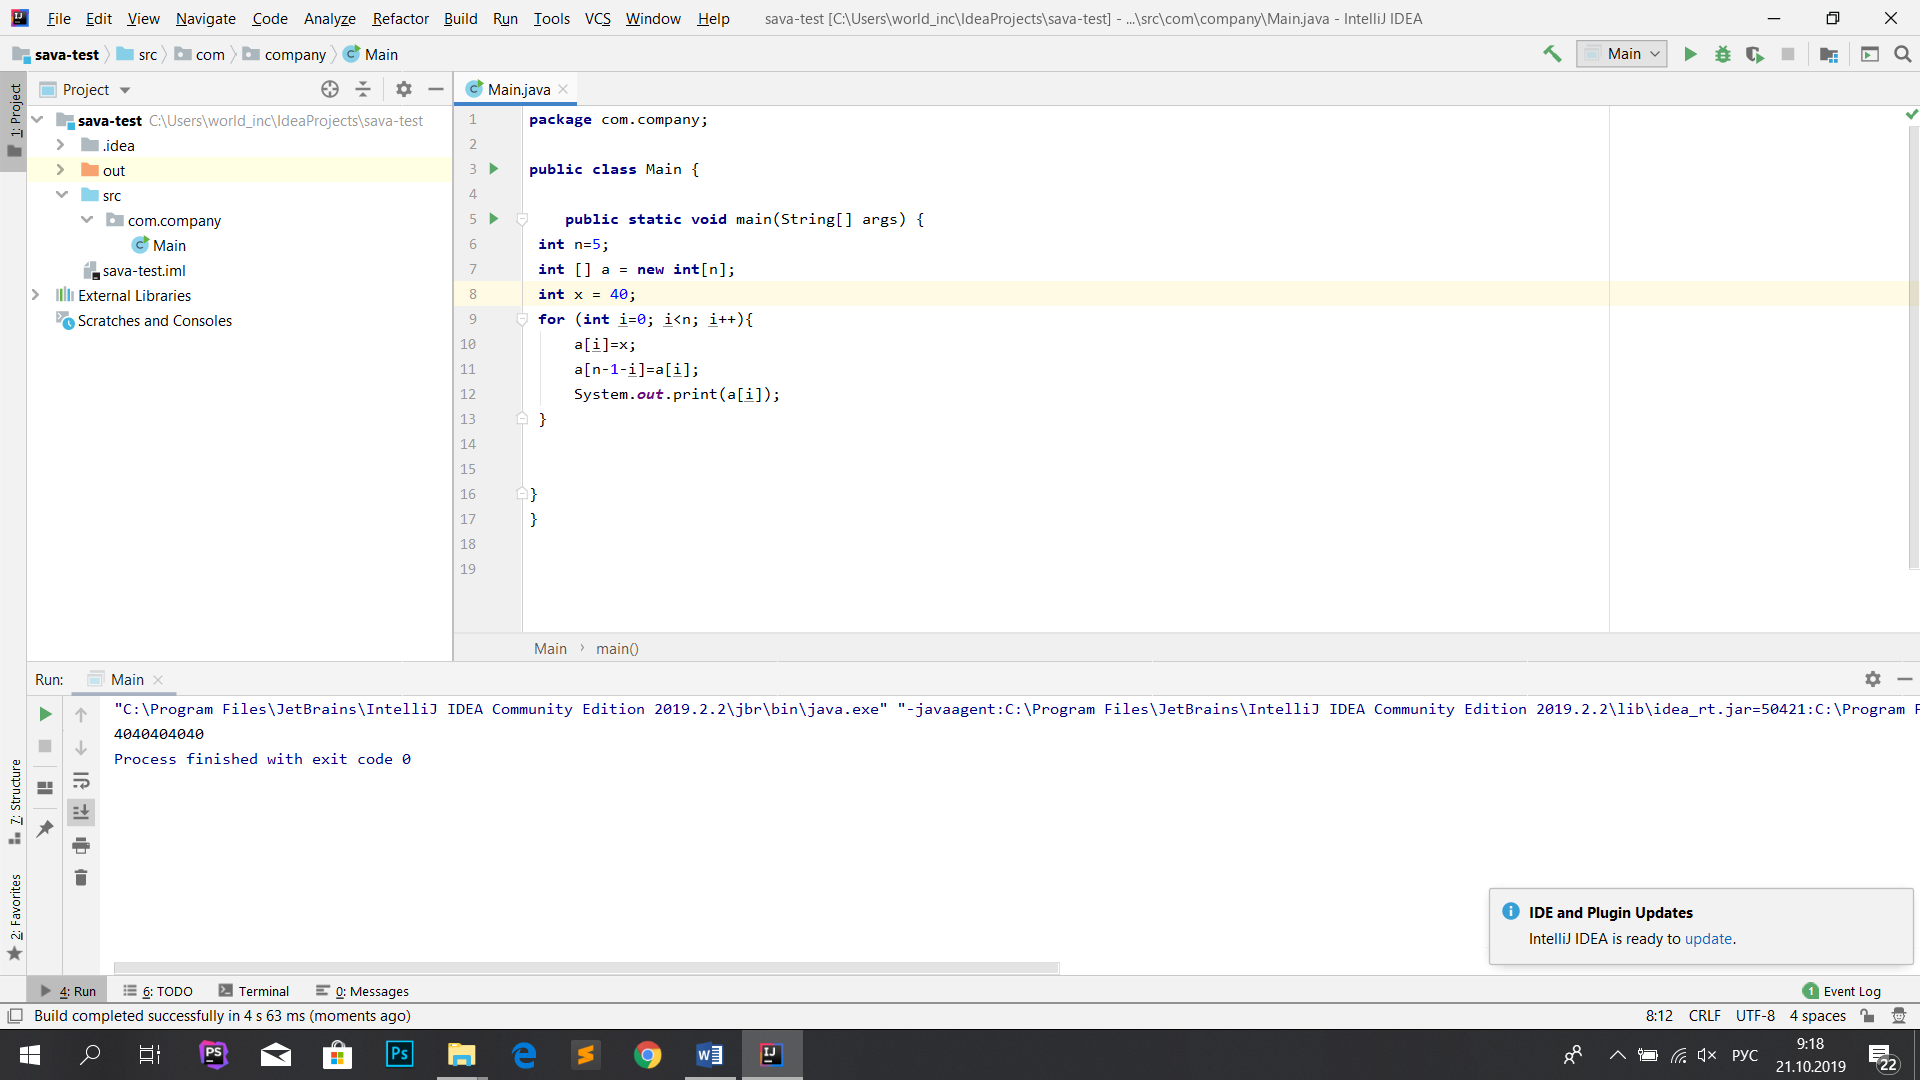 File Edit View Navigate Code Analyze Refactor Build Run Tools VCS Window Help sava-test [C:\Users\world_inc\IdeaProjects\sava-test] - ...\src\com\company\Main.java - IntelliJ IDEA
sava-test src com company Main Main
1: Project
Project
sava-test C:\Users\world_inc\IdeaProjects\sava-test
.idea
out
src
com.company
Main
sava-test.iml
External Libraries
Scratches and Consoles
Main.java
1 package com.company;
2
3 public class Main {
4
5 public static void main(String[] args) {
6 int n=5;
7 int [] a = new int[n];
8 int x = 40;
9 for (int i=0; i<n; i++){
10 a[i]=x;
11 a[n-1-i]=a[i];
12 System.out.print(a[i]);
13 }
14
15
16 }
17 }
18
19
Main main()
Run: Main
"C:\Program Files\JetBrains\IntelliJ IDEA Community Edition 2019.2.2\jbr\bin\java.exe" "-javaagent:C:\Program Files\JetBrains\IntelliJ IDEA Community Edition 2019.2.2\lib\idea_rt.jar=50421:C:\Program F
4040404040
Process finished with exit code 0
7: Structure
2: Favorites
IDE and Plugin Updates
IntelliJ IDEA is ready to update.
4: Run 6: TODO Terminal 0: Messages 1 Event Log
Build completed successfully in 4 s 63 ms (moments ago) 8:12 CRLF UTF-8 4 spaces
PS Ps W IJ РУС 9:18
21.10.2019 22